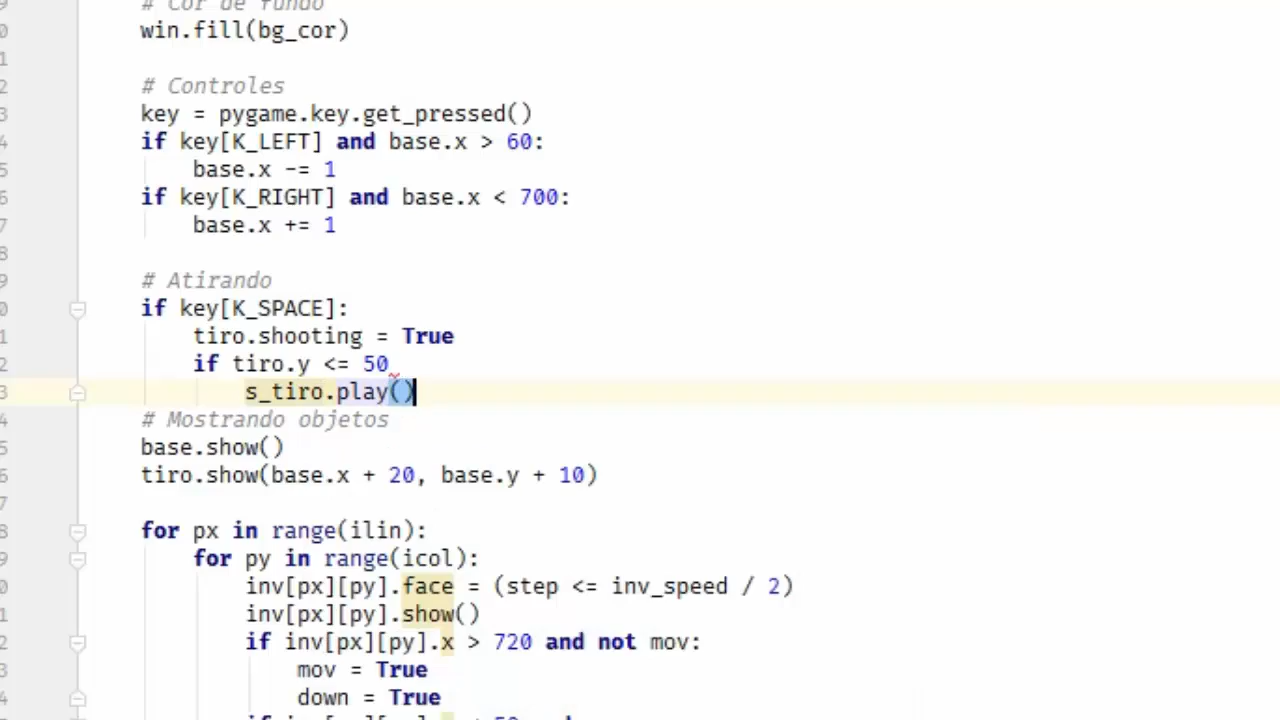 # Cor de fundo
win.fill(bg_cor)
# Controles
key = pygame.key.get_pressed()
if key[K_LEFT] and base.x > 60:
base.x -= 1
if key[K_RIGHT] and base.x < 700:
base.x += 1
# Atirando
if key[K_SPACE]:
tiro.shooting = True
if tiro.y <= 50
s_tiro.play()
# Mostrando objetos
base.show()
tiro.show(base.x + 20, base.y + 10)
for px in range(ilin):
for py in range(icol):
inv[px][py].face = (step <= inv_speed / 2)
inv[px][py].show()
if inv[px][py].x > 720 and not mov:
mov = True
down = True